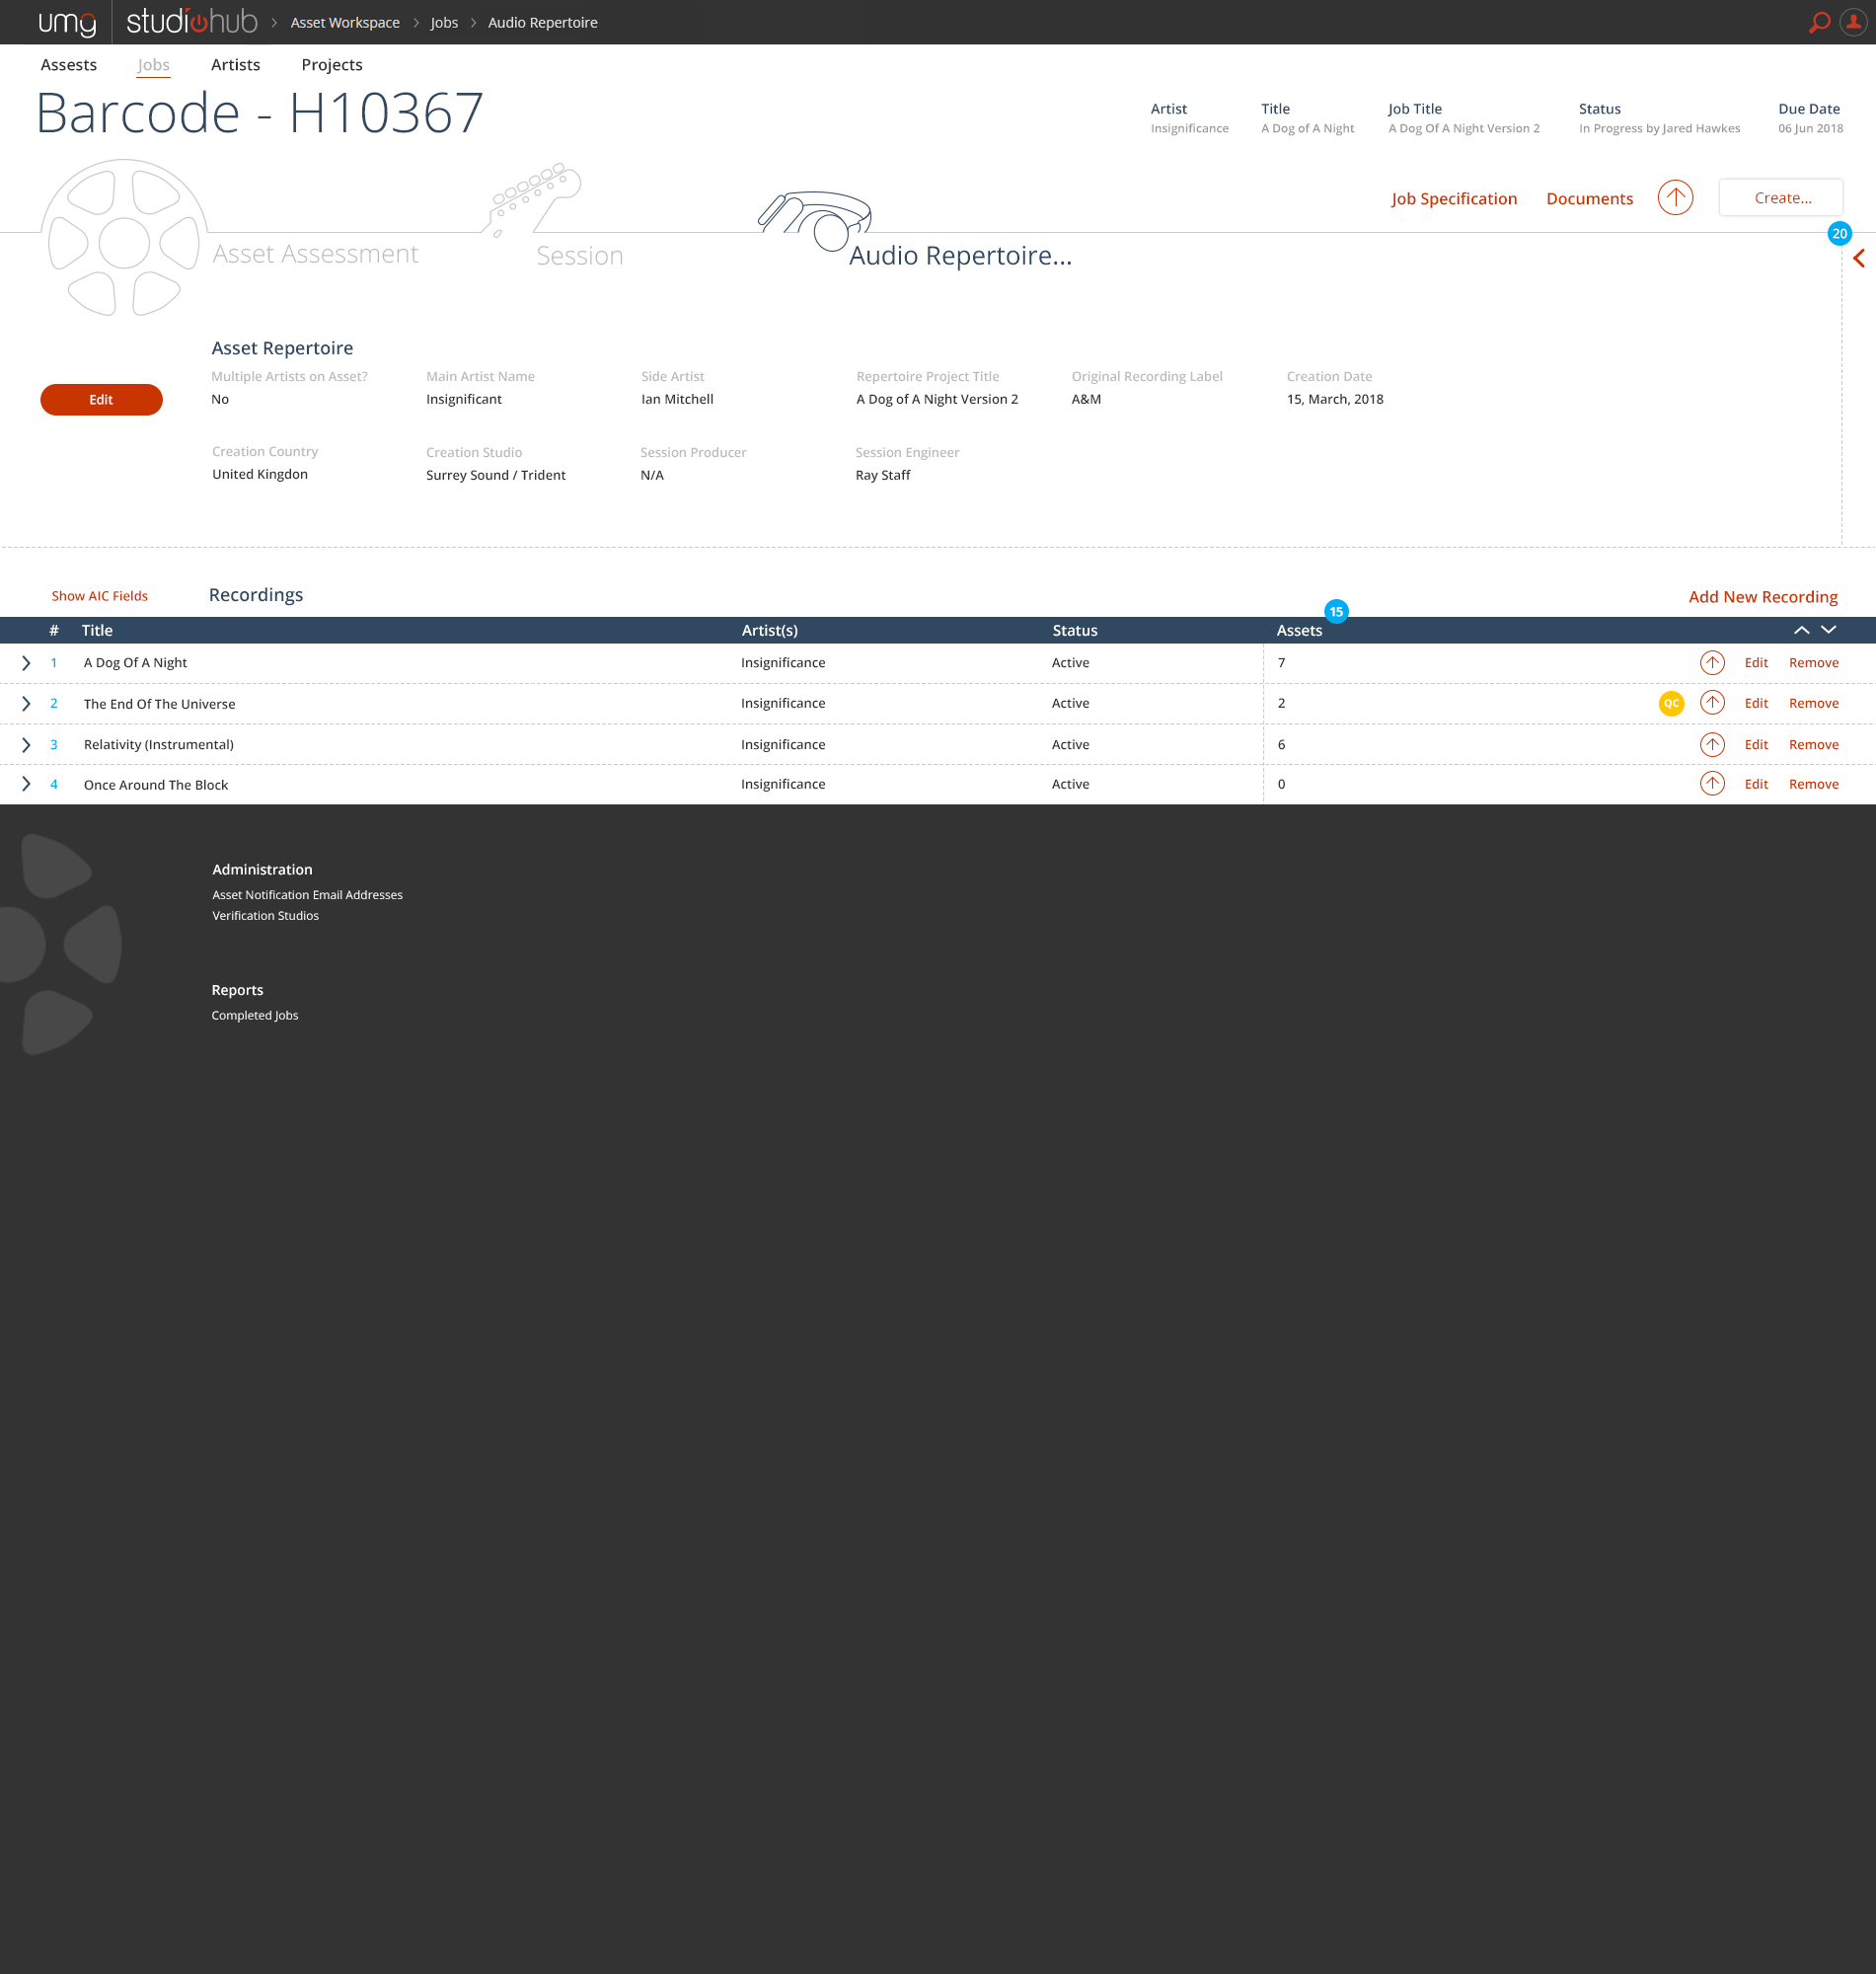 umg studiohub > Asset Workspace > Jobs > Audio Repertoire
Assests Jobs Artists Projects
Barcode - H10367
Artist Title Job Title Status Due Date
Insignificance A Dog of A Night A Dog Of A Night Version 2 In Progress by Jared Hawkes 06 Jun 2018
Job Specification Documents Create...
20
Asset Assessment Session Audio Repertoire...
Asset Repertoire
Multiple Artists on Asset? Main Artist Name Side Artist Repertoire Project Title Original Recording Label Creation Date
Edit No Insignificant Ian Mitchell A Dog of A Night Version 2 A&M 15, March, 2018
Creation Country Creation Studio Session Producer Session Engineer
United Kingdon Surrey Sound / Trident N/A Ray Staff
Show AIC Fields Recordings Add New Recording
15
# Title Artist(s) Status Assets
1 A Dog Of A Night Insignificance Active 7 Edit Remove
2 The End Of The Universe Insignificance Active 2 QC Edit Remove
3 Relativity (Instrumental) Insignificance Active 6 Edit Remove
4 Once Around The Block Insignificance Active 0 Edit Remove
Administration
Asset Notification Email Addresses
Verification Studios
Reports
Completed Jobs